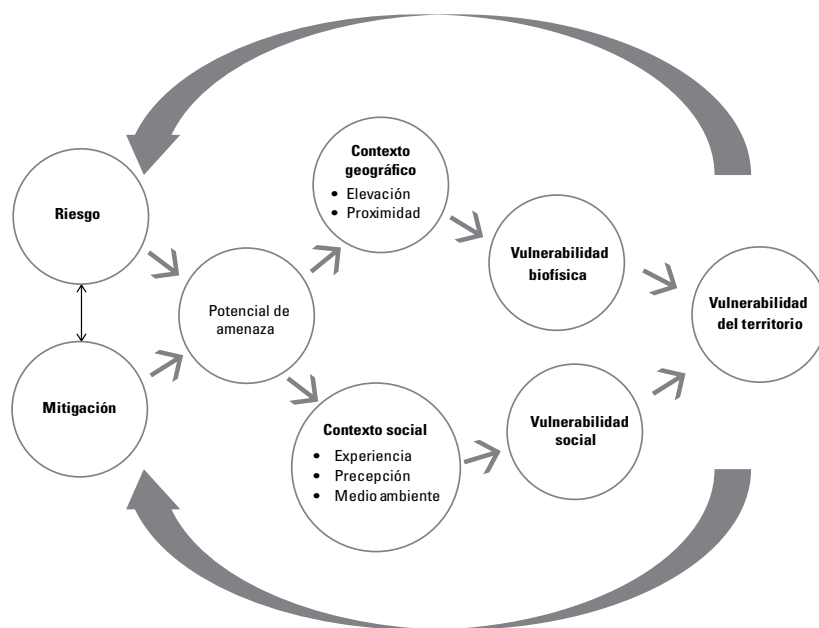 Riesgo
Mitigación
Potencial de
amenaza
Contexto
geográfico
• Elevación
• Proximidad
Contexto social
• Experiencia
• Precepción
• Medio ambiente
Vulnerabilidad
biofísica
Vulnerabilidad
social
Vulnerabilidad
del territorio